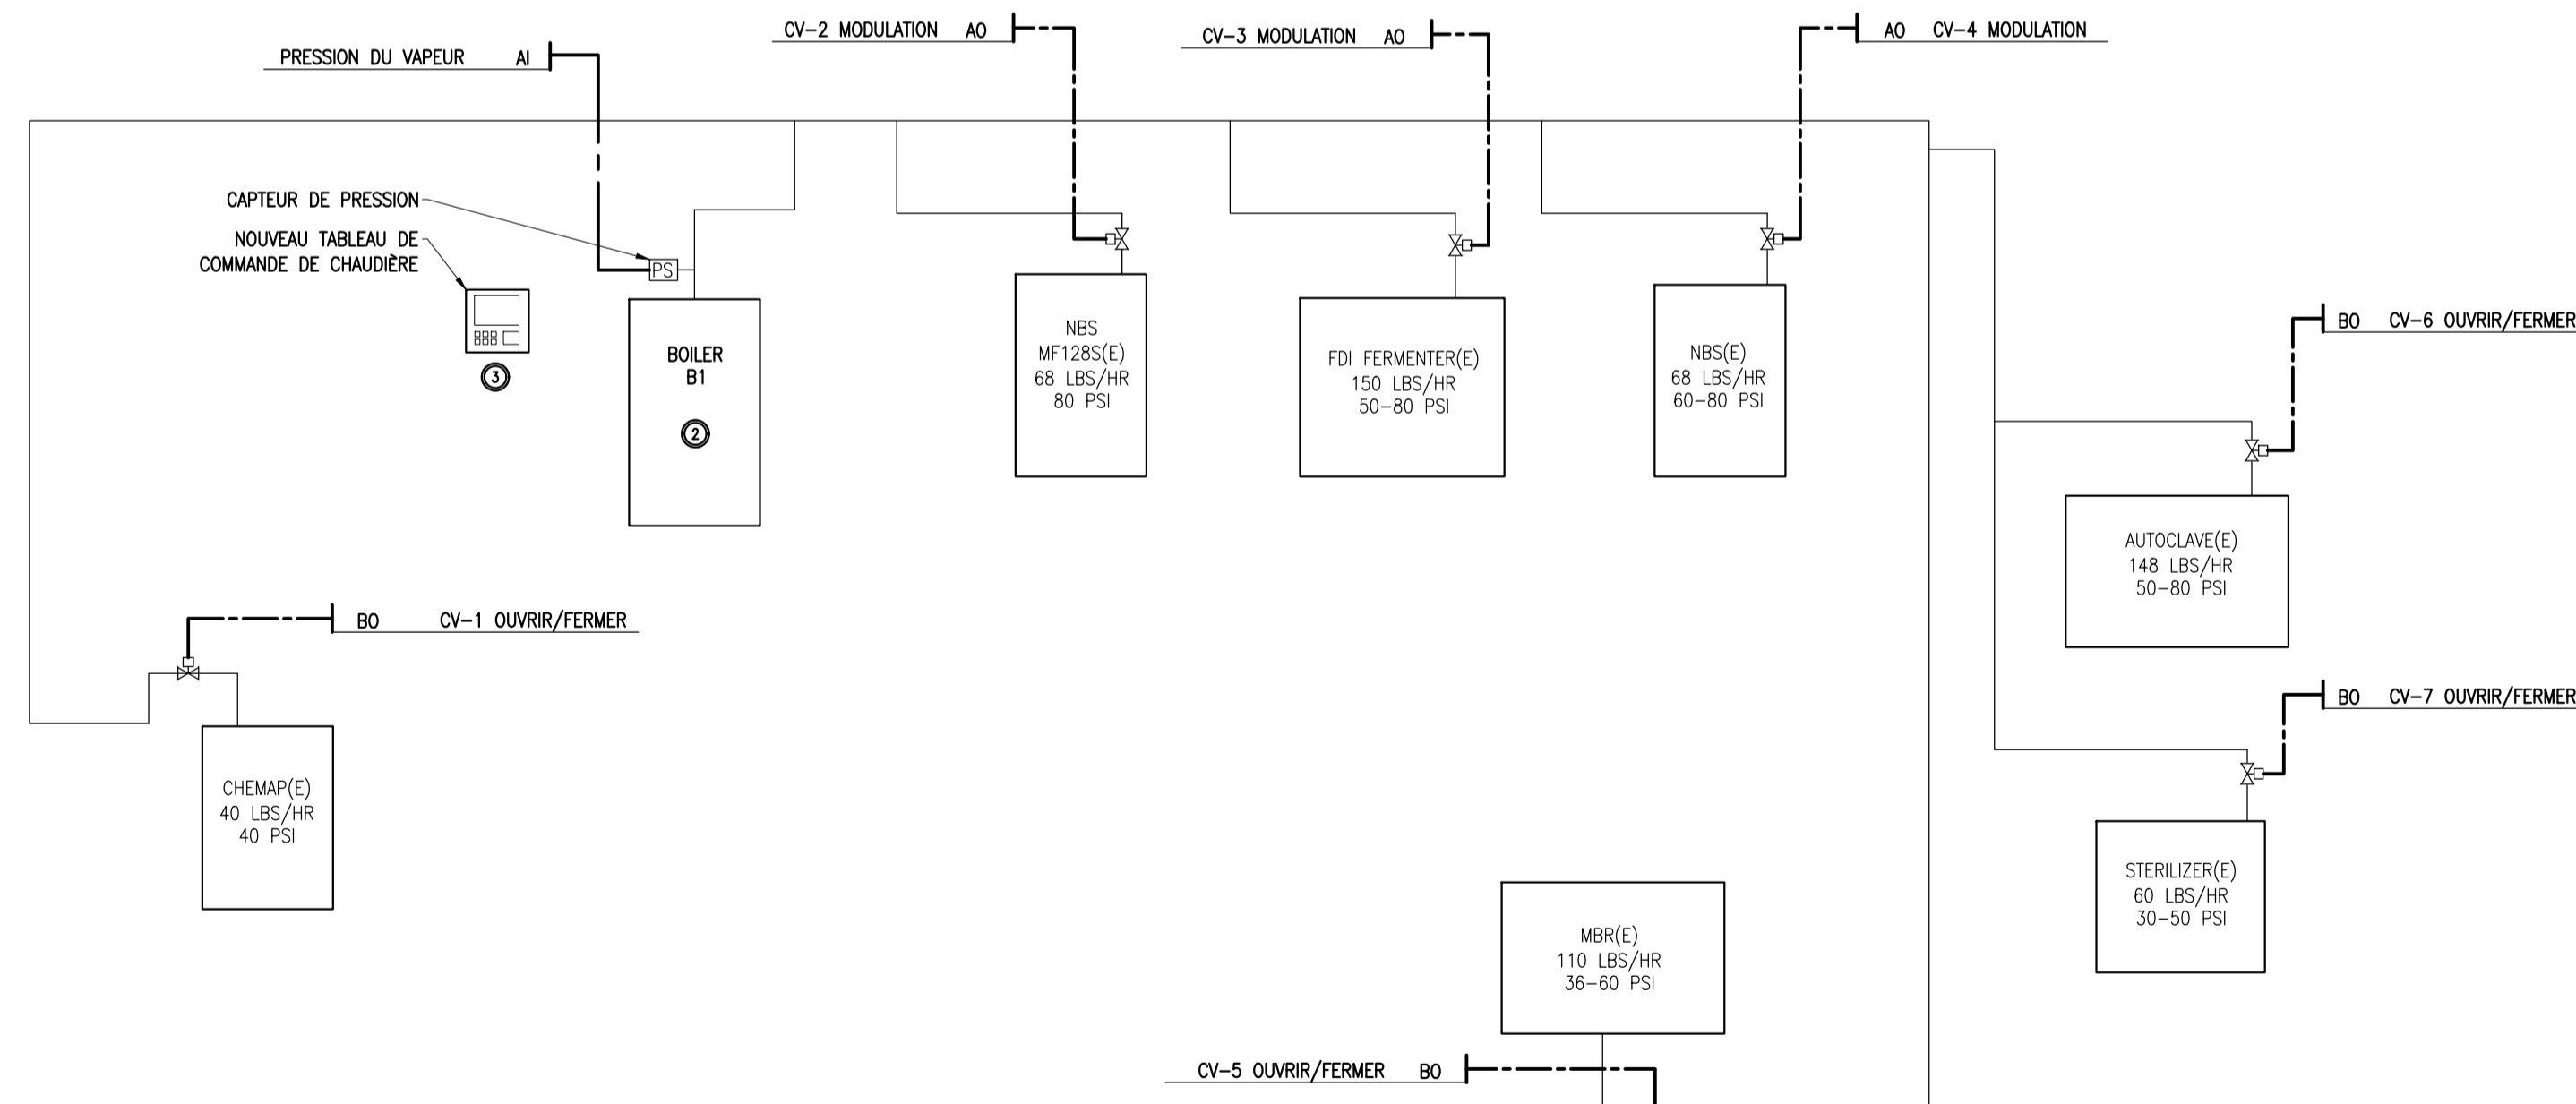 CV-2 MODULATION AO
CV-3 MODULATION AO
AO CV-4 MODULATION
PRESSION DU VAPEUR AI
CAPTEUR DE PRESSION
NOUVEAU TABLEAU DE
COMMANDE DE CHAUDIÈRE
PS
3
BOILER
B1
2
NBS
MF128S(E)
68 LBS/HR
80 PSI
FDI FERMENTER(E)
150 LBS/HR
50-80 PSI
NBS(E)
68 LBS/HR
60-80 PSI
BO CV-6 OUVRIR/FERMER
AUTOCLAVE(E)
148 LBS/HR
50-80 PSI
BO CV-1 OUVRIR/FERMER
BO CV-7 OUVRIR/FERMER
CHEMAP(E)
40 LBS/HR
40 PSI
STERILIZER(E)
60 LBS/HR
30-50 PSI
MBR(E)
110 LBS/HR
36-60 PSI
CV-5 OUVRIR/FERMER BO